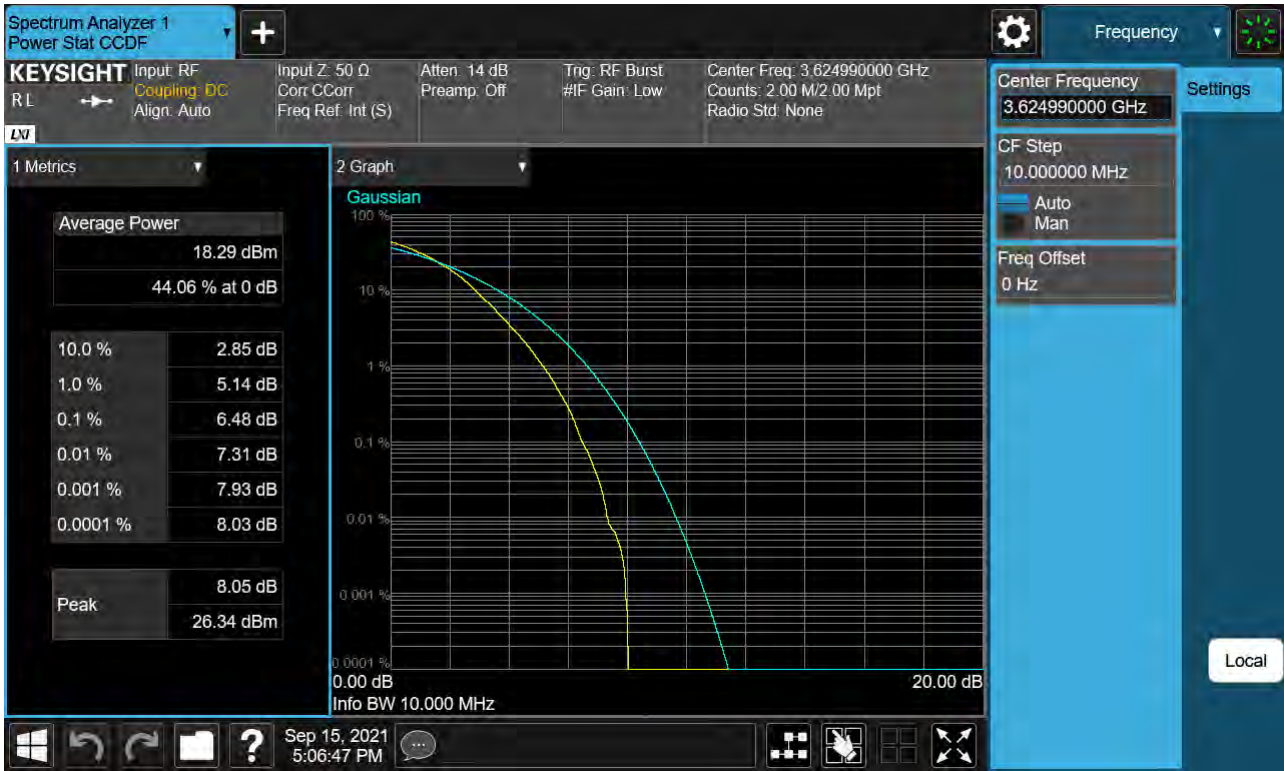 Spectrum Analyzer 1
Power Stat CCDF
Frequency
KEYSIGHT
RL
LXI
Input: RF
Coupling: DC
Align: Auto
Input Z: 50 Ω
Corr CCorr
Freq Ref: Int (S)
Atten: 14 dB
Preamp: Off
Trig: RF Burst
#IF Gain: Low
Center Freq: 3.624990000 GHz
Counts: 2.00 M/2.00 Mpt
Radio Std: None
Center Frequency
3.624990000 GHz
Settings
CF Step
10.000000 MHz
Auto
Man
Freq Offset
0 Hz
1 Metrics
Average Power
18.29 dBm
44.06 % at 0 dB
10.0 % 2.85 dB
1.0 % 5.14 dB
0.1 % 6.48 dB
0.01 % 7.31 dB
0.001 % 7.93 dB
0.0001 % 8.03 dB
Peak
8.05 dB
26.34 dBm
2 Graph
Gaussian
100 %
10 %
1 %
0.1 %
0.01 %
0.001 %
0.0001 %
0.00 dB
20.00 dB
Info BW 10.000 MHz
Local
?
Sep 15, 2021
5:06:47 PM